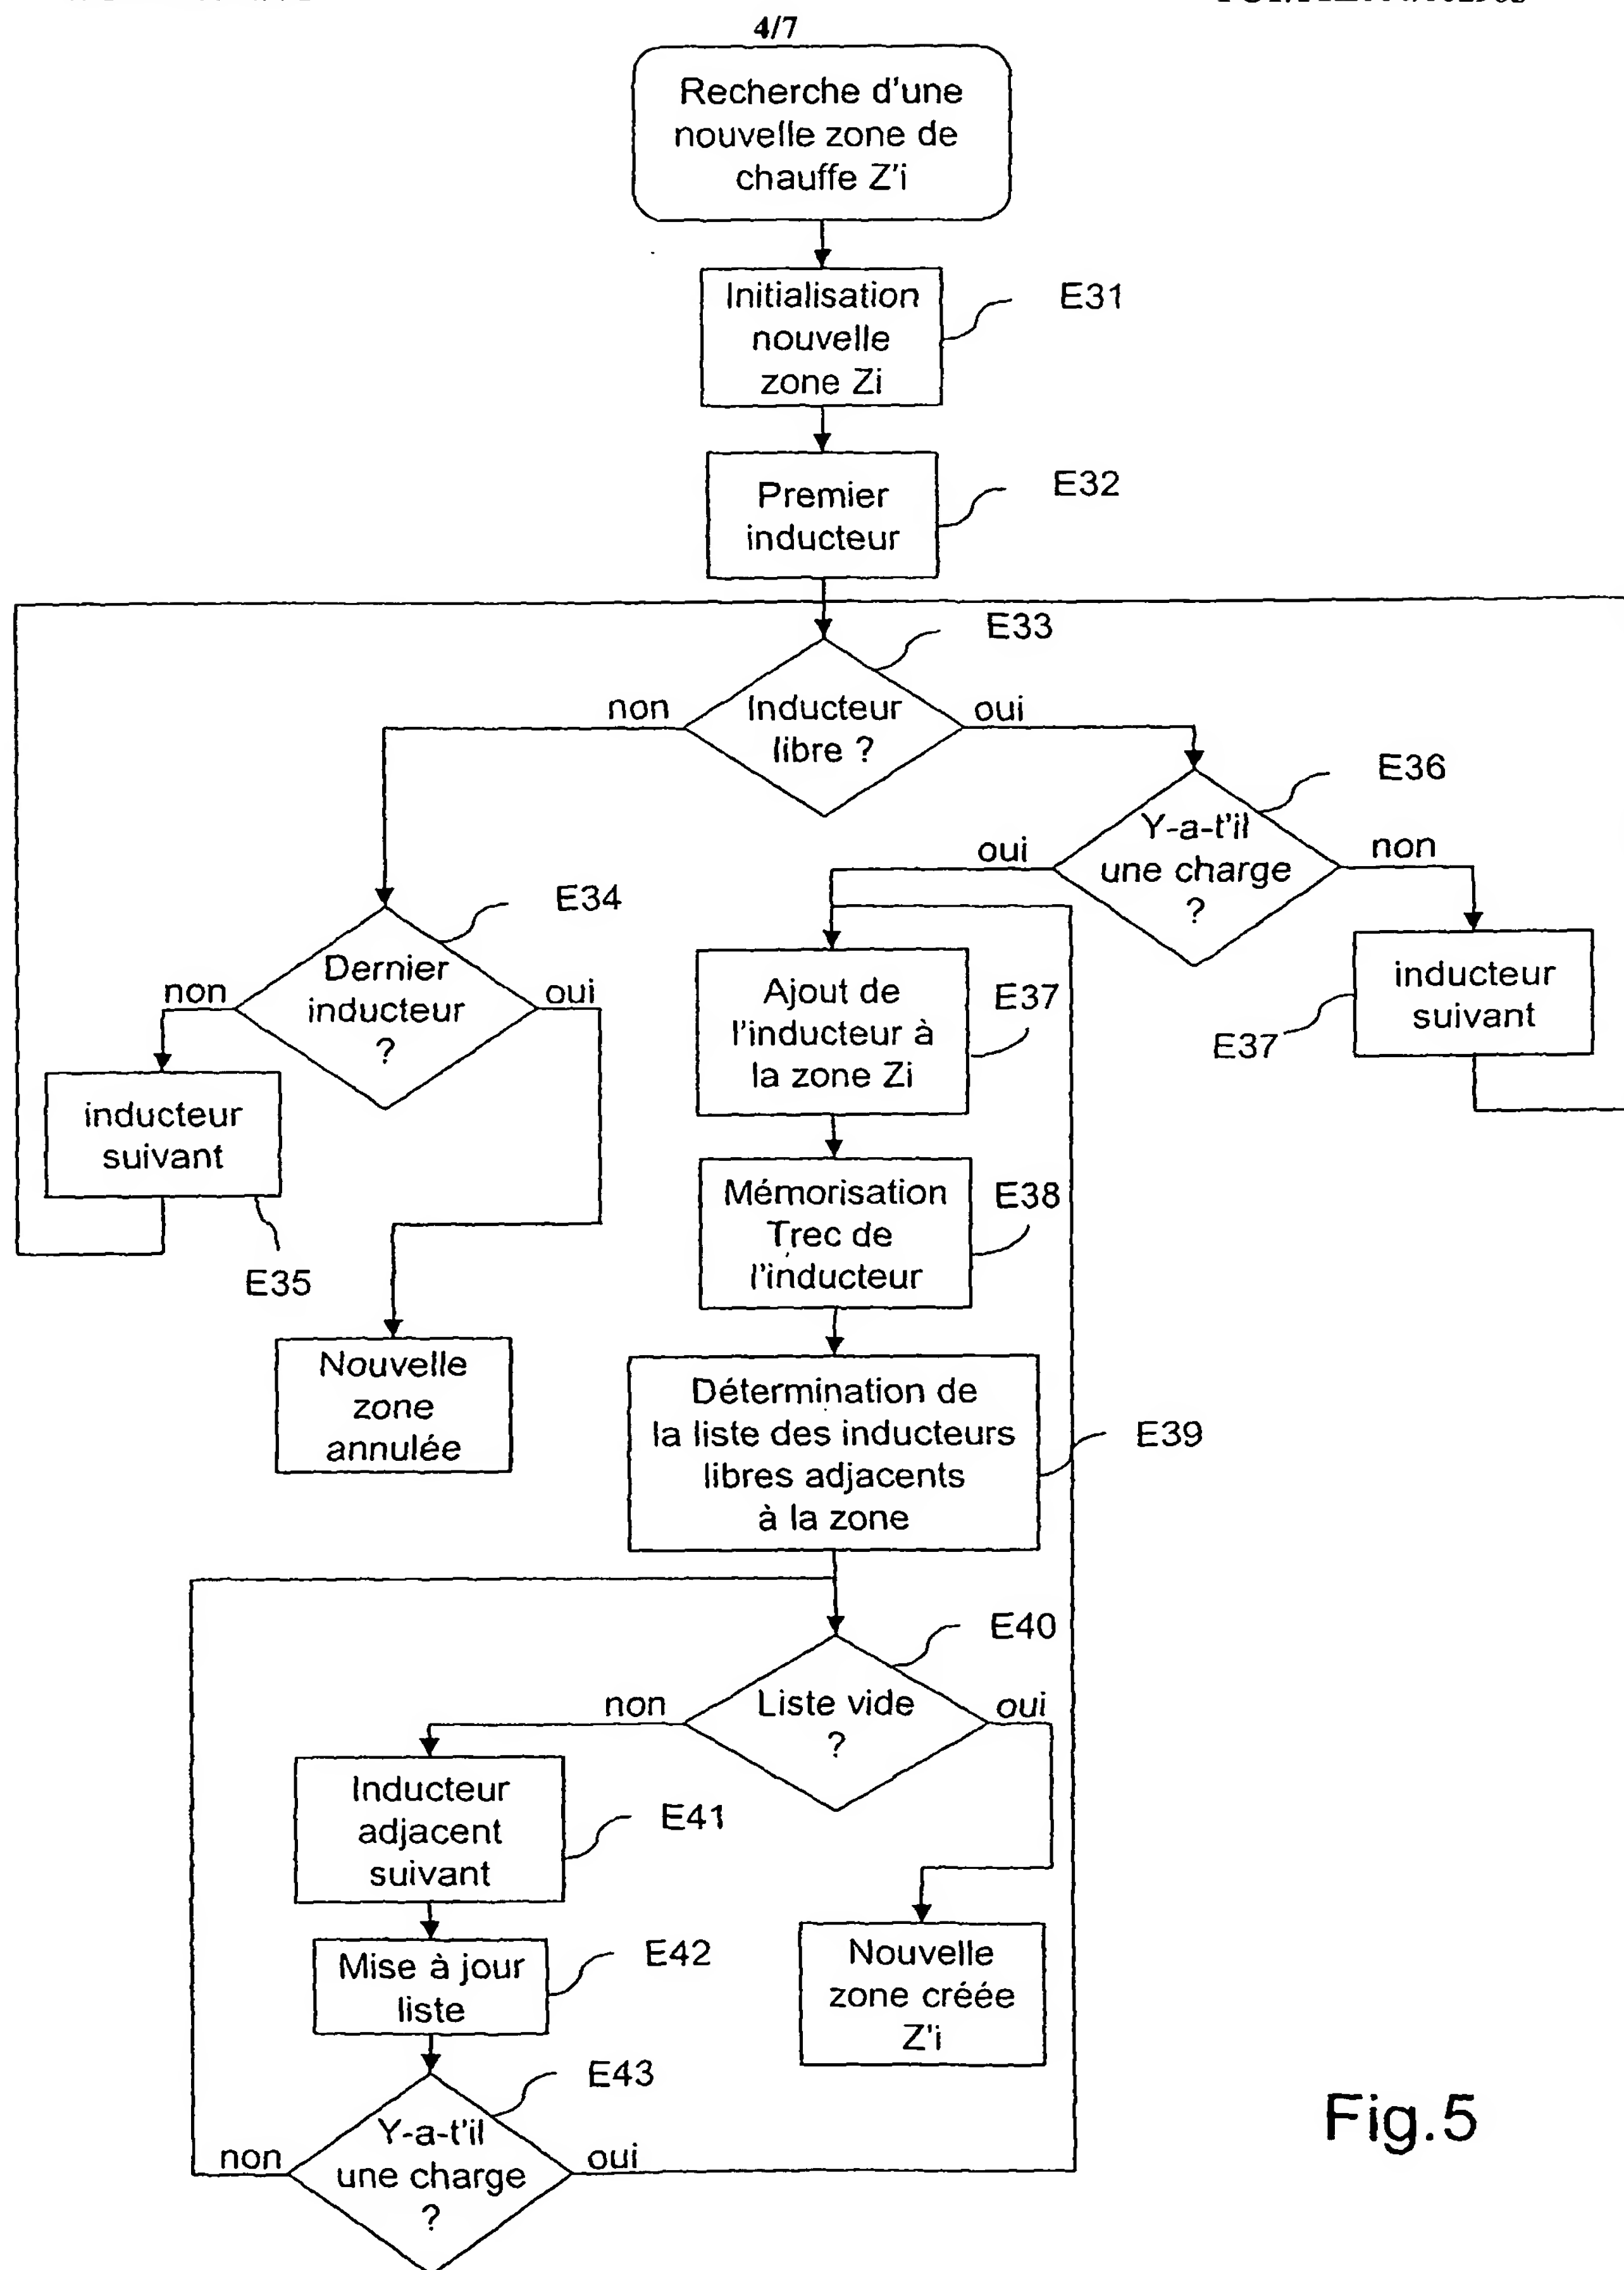 4/7
Recherche d'une
nouvelle zone de
chauffe Z'i
Initialisation
nouvelle
zone Zi
E31
Premier
inducteur
E32
E33
Inducteur
libre ?
non
oui
E36
Y-a-t'il
une charge
?
oui
non
E34
Dernier
inducteur
?
non
oui
inducteur
suivant
E37
Ajout de
l'inducteur à
la zone Zi
E37
inducteur
suivant
E35
Mémorisation
Trec de
l'inducteur
E38
Nouvelle
zone
annulée
Détermination de
la liste des inducteurs
libres adjacents
à la zone
E39
E40
Liste vide
?
non
oui
Inducteur
adjacent
suivant
E41
Mise à jour
liste
E42
Nouvelle
zone créée
Z'i
E43
Y-a-t'il
une charge
?
non
oui
Fig.5